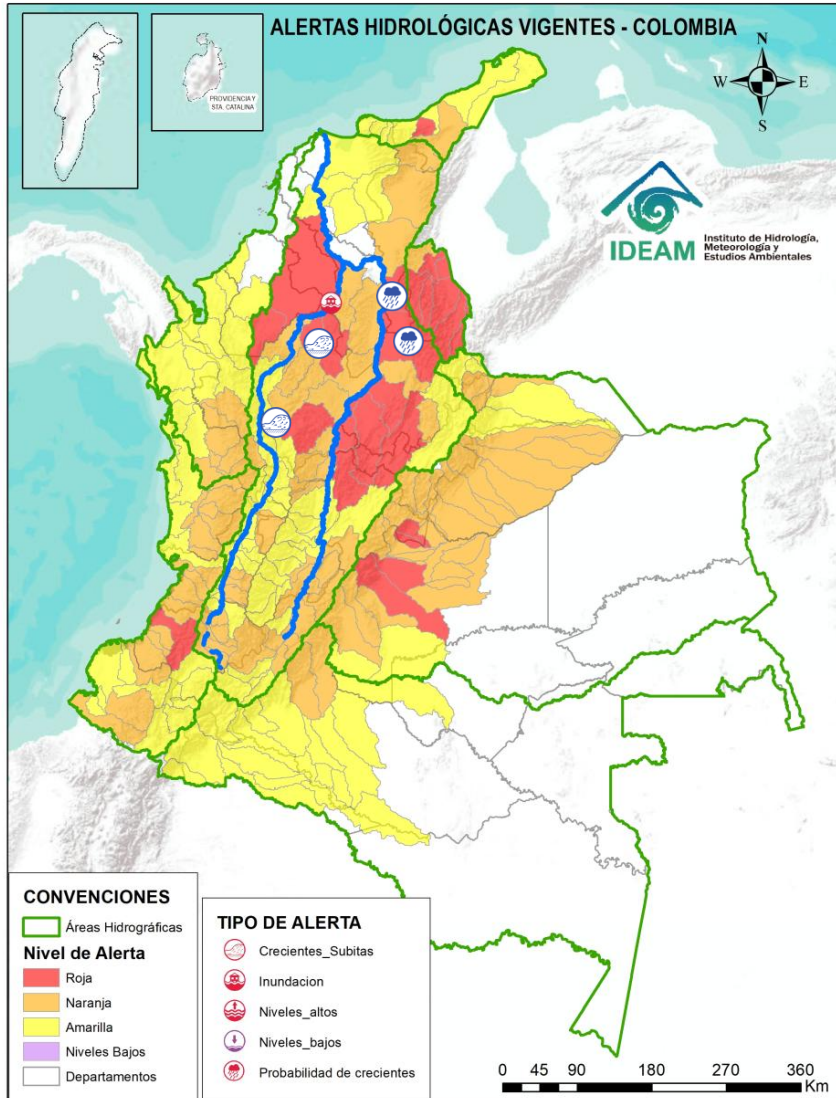 ALERTAS HIDROLÓGICAS VIGENTES - COLOMBIA
PROVIDENCIA Y
STA. CATALINA
N
W
E
S
IDEAM
Instituto de Hidrología,
Meteorología y
Estudios Ambientales
CONVENCIONES
Áreas Hidrográficas
Nivel de Alerta
Roja
Naranja
Amarilla
Niveles Bajos
Departamentos
TIPO DE ALERTA
Crecientes_Subitas
Inundacion
Niveles_altos
Niveles_bajos
Probabilidad de crecientes
0 45 90 180 270 360
Km